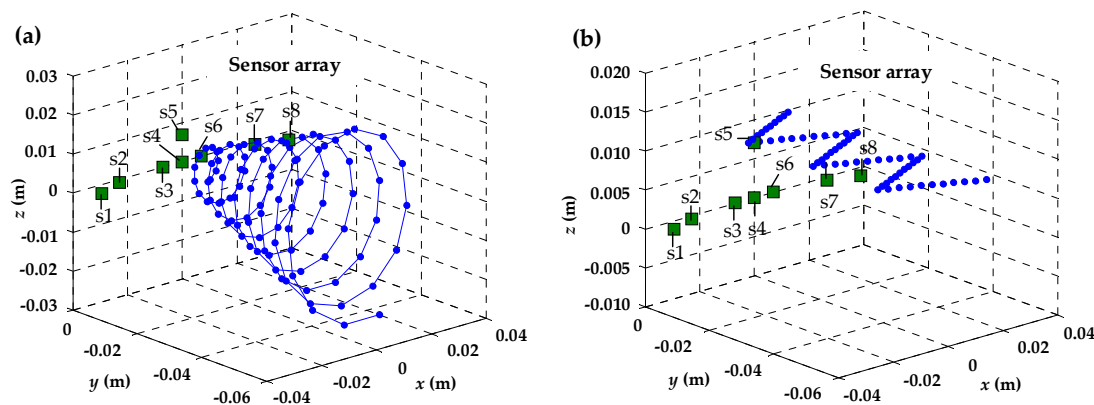 (a)
Sensor array
0.03
0.02
0.01
0
-0.01
-0.02
-0.03
z (m)
s1
s2
s3
s4
s5
s6
s7
s8
0
-0.02
-0.04
-0.06
y (m)
-0.04
-0.02
0
0.02
0.04
x (m)
(b)
Sensor array
0.020
0.015
0.010
0.005
0
-0.005
-0.010
z (m)
s1
s2
s3
s4
s5
s6
s7
s8
0
-0.02
-0.04
-0.06
y (m)
-0.04
-0.02
0
0.02
0.04
x (m)